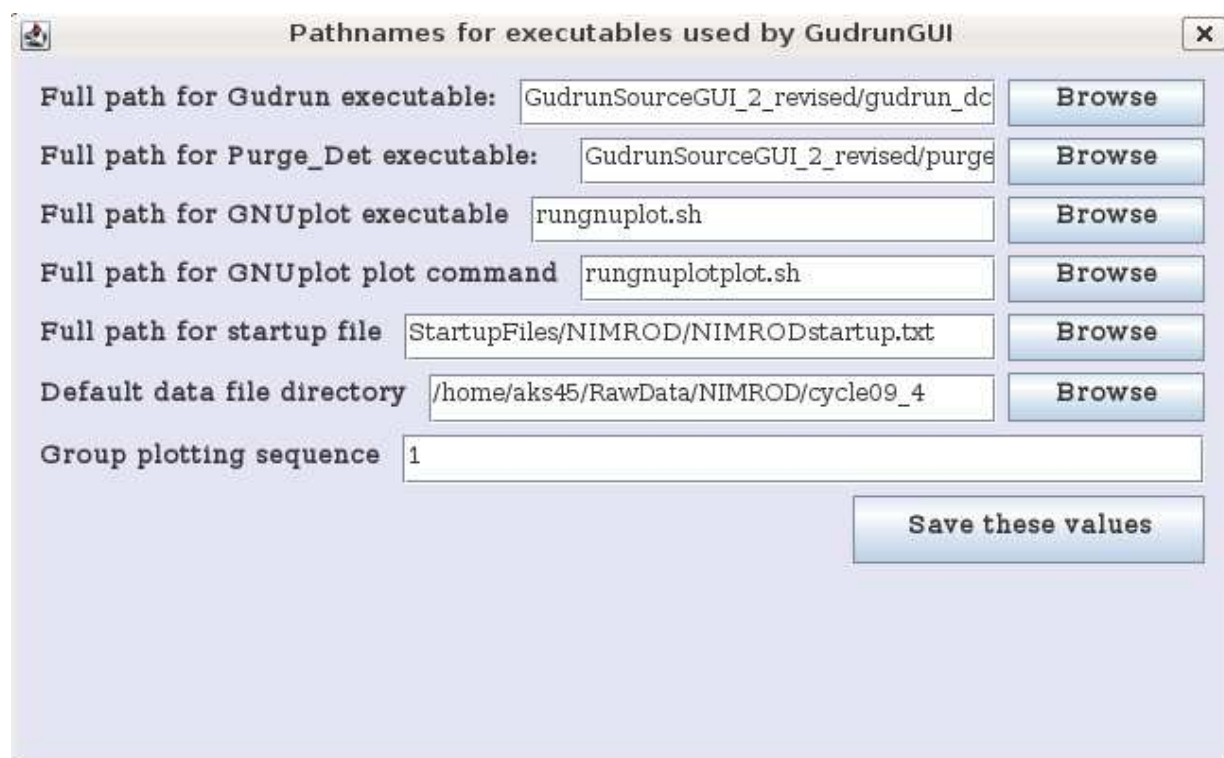 Pathnames for executables used by GudrunGUI
Full path for Gudrun executable: GudrunSourceGUI_2_revised/gudrun_dc Browse
Full path for Purge_Det executable: GudrunSourceGUI_2_revised/purge Browse
Full path for GNUplot executable rungnuplot.sh Browse
Full path for GNUplot plot command rungnuplotplot.sh Browse
Full path for startup file StartupFiles/NIMROD/NIMRODstartup.txt Browse
Default data file directory /home/aks45/RawData/NIMROD/cycle09_4 Browse
Group plotting sequence 1
Save these values